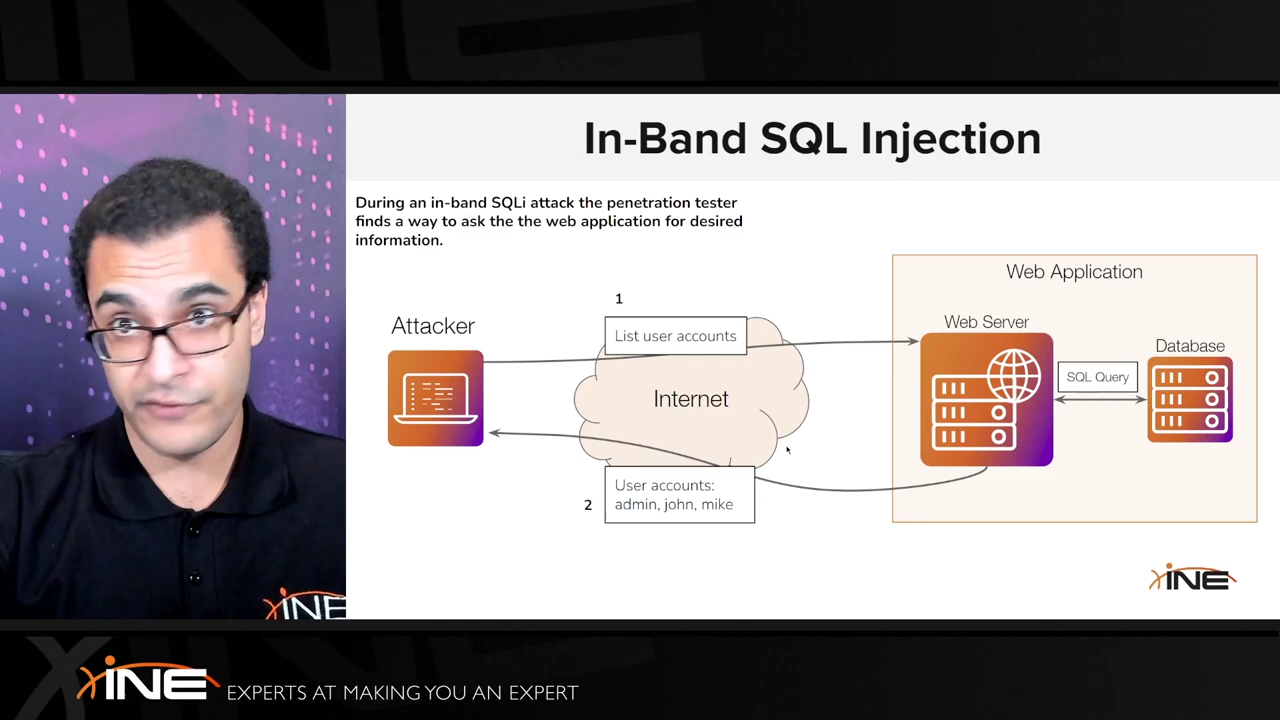 In-Band SQL Injection
During an in-band SQLi attack the penetration tester
finds a way to ask the the web application for desired
information.
Web Application
1
Attacker
List user accounts
Web Server
Database
SQL Query
Internet
User accounts:
2
admin, john, mike
INE
INE
INE EXPERTS AT MAKING YOU AN EXPERT